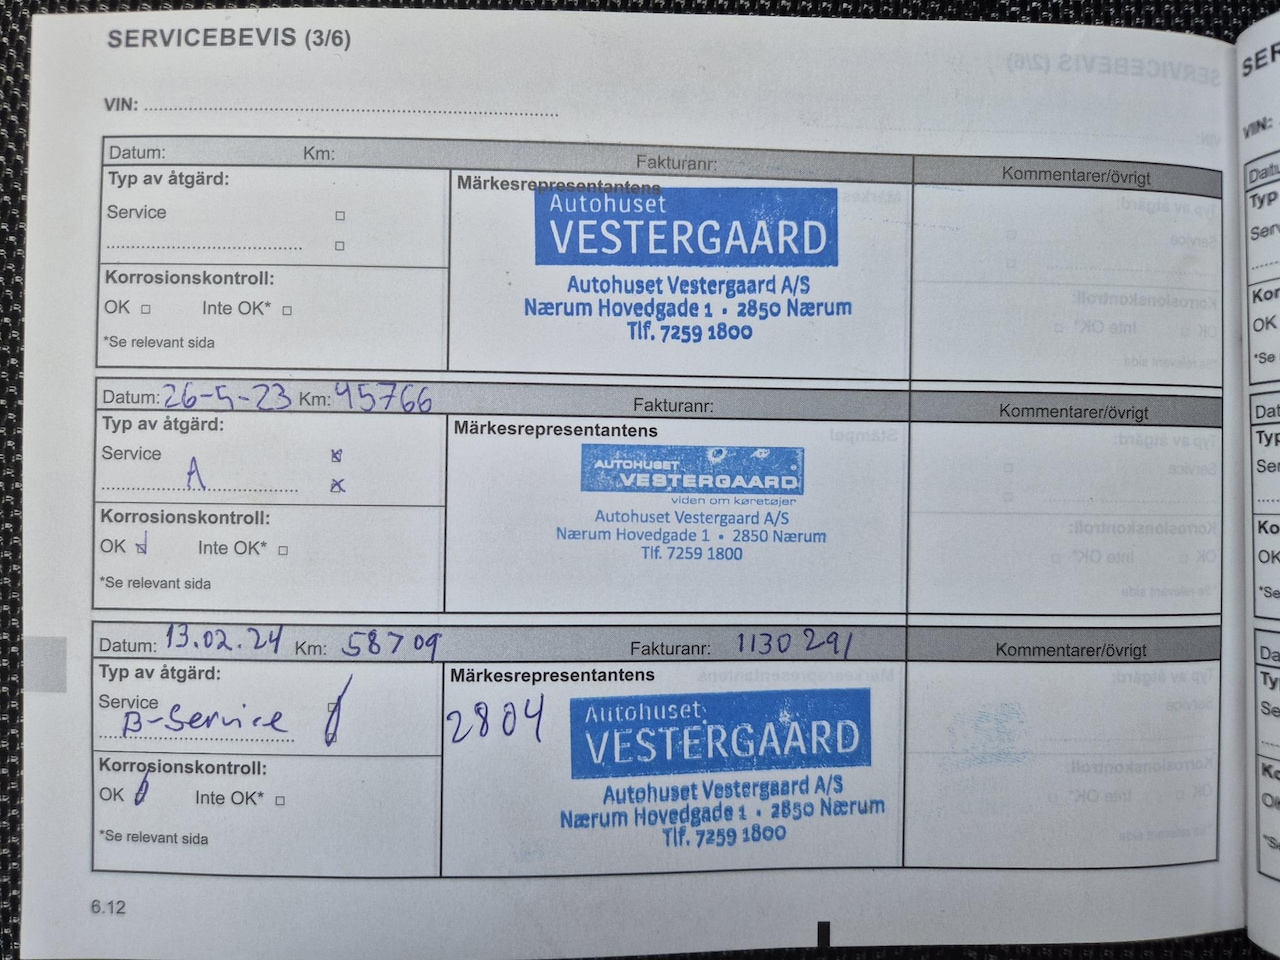 SERVICEBEVIS (3/6)
VIN:
Datum: Km: Fakturanr: Kommentarer/övrigt
Typ av åtgärd:
Service
Korrosionskontroll:
OK Inte OK*
*Se relevant sida
Märkesrepresentantens
Autohuset
VESTERGAARD
Autohuset Vestergaard A/S
Nærum Hovedgade 1 • 2850 Nærum
Tlf. 7259 1800
Datum: 26-5-23 Km: 45766 Fakturanr: Kommentarer/övrigt
Typ av åtgärd:
Service
A
Korrosionskontroll:
OK Inte OK*
*Se relevant sida
Märkesrepresentantens
AUTOHUSET
VESTERGAARD
viden om køretøjer
Autohuset Vestergaard A/S
Nærum Hovedgade 1 • 2850 Nærum
Tlf. 7259 1800
Datum: 13.02.24 Km: 58709 Fakturanr: 1130291 Kommentarer/övrigt
Typ av åtgärd:
Service
B-Service
Korrosionskontroll:
OK Inte OK*
*Se relevant sida
Märkesrepresentantens
2804
Autohuset
VESTERGAARD
Autohuset Vestergaard A/S
Nærum Hovedgade 1 • 2850 Nærum
Tlf. 7259 1800
6.12